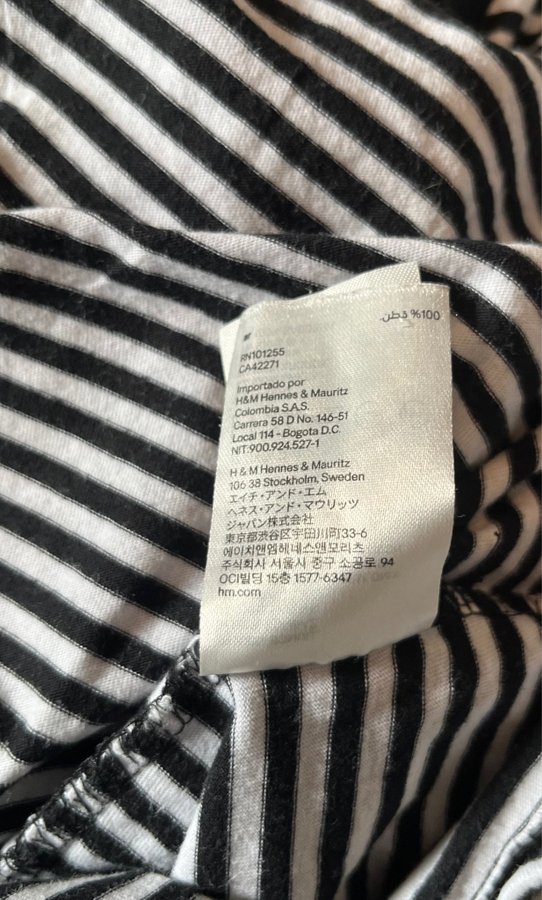 %100 قطن.
RN101255
CA42271
Importado por
H&M Hennes & Mauritz
Colombia S.A.S.
Carrera 58 D No. 146-51
Local 114 - Bogota D.C.
NIT.900.924.527-1
H & M Hennes & Mauritz
106 38 Stockholm, Sweden
エイチ・アンド・エム
ヘネス・アンド・マウリッツ
ジャパン株式会社
東京都渋谷区宇田川町33-6
에이치앤엠헤네스앤모리츠
주식회사 서울시 중구 소공로 94
OCI빌딩 15층 1577-6347
hm.com